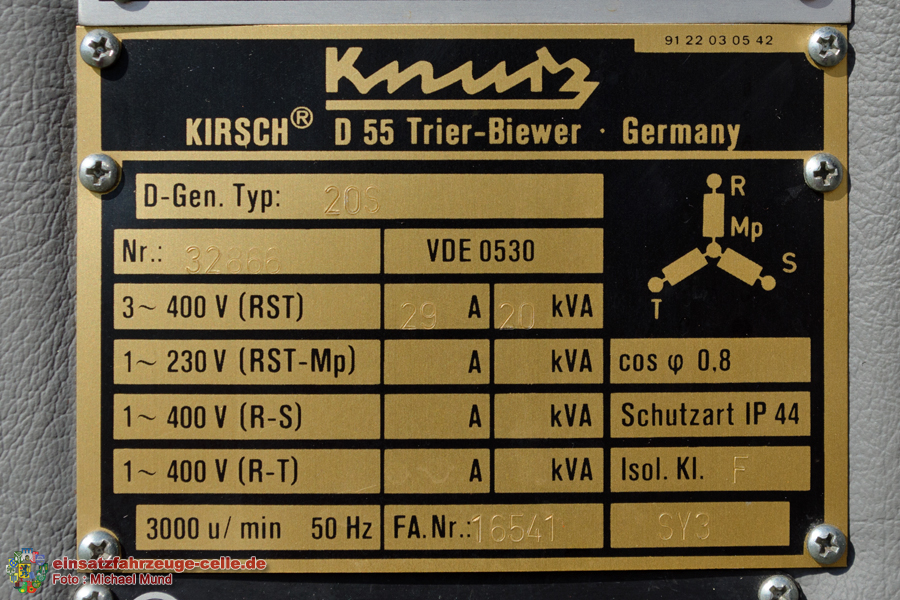 91 22 03 05 42
Knurz
KIRSCH® D 55 Trier-Biewer · Germany
D-Gen. Typ: 20S
Nr.: 32866 VDE 0530
3~ 400 V (RST) 29 A 20 kVA
1~ 230 V (RST-Mp) A kVA
1~ 400 V (R-S) A kVA
1~ 400 V (R-T) A kVA
3000 u/min 50 Hz FA.Nr.: 16541 SY3
R
Mp
S
T
cos φ 0,8
Schutzart IP 44
Isol. Kl. F
einsatzfahrzeuge-celle.de
Foto : Michael Mund